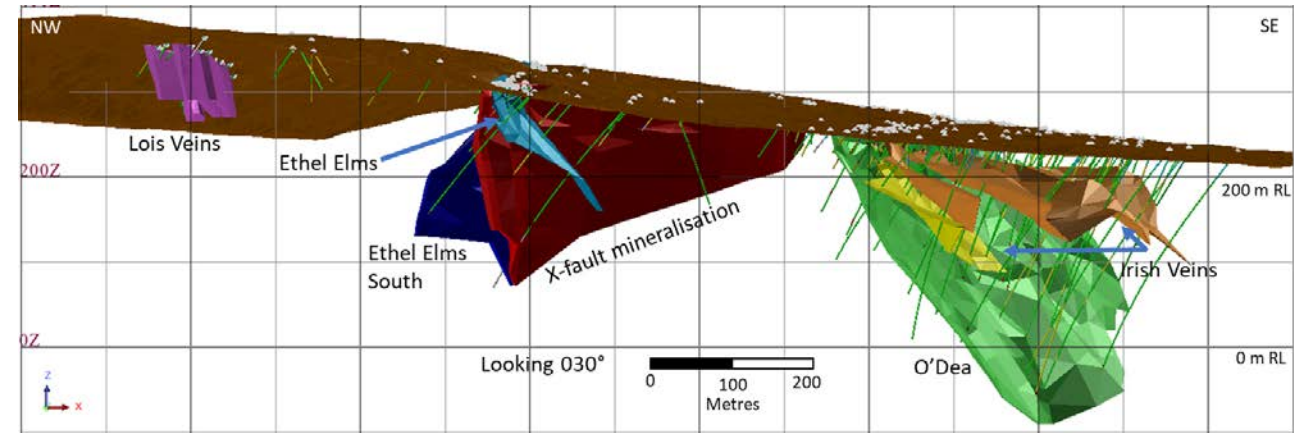 NW
SE
Lois Veins
Ethel Elms
200Z
200 m RL
Ethel Elms
South
X-fault mineralisation
Irish Veins
0Z
0 m RL
Looking 030°
O'Dea
0
100
200
Metres
z
x